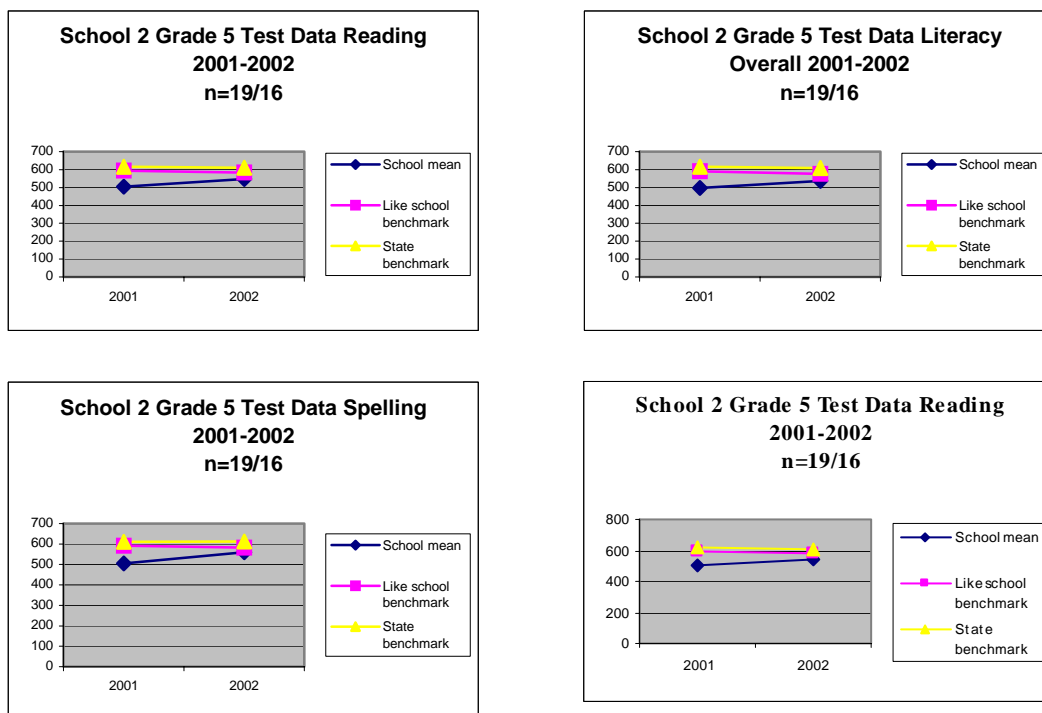 School 2 Grade 5 Test Data Reading
2001-2002
n=19/16
700
600
500
400
300
200
100
0
2001
2002
School mean
Like school
benchmark
State
benchmark
School 2 Grade 5 Test Data Literacy
Overall 2001-2002
n=19/16
700
600
500
400
300
200
100
0
2001
2002
School mean
Like school
benchmark
State
benchmark
School 2 Grade 5 Test Data Spelling
2001-2002
n=19/16
700
600
500
400
300
200
100
0
2001
2002
School mean
Like school
benchmark
State
benchmark
School 2 Grade 5 Test Data Reading
2001-2002
n=19/16
800
600
400
200
0
2001
2002
School mean
Like school
benchmark
State
benchmark